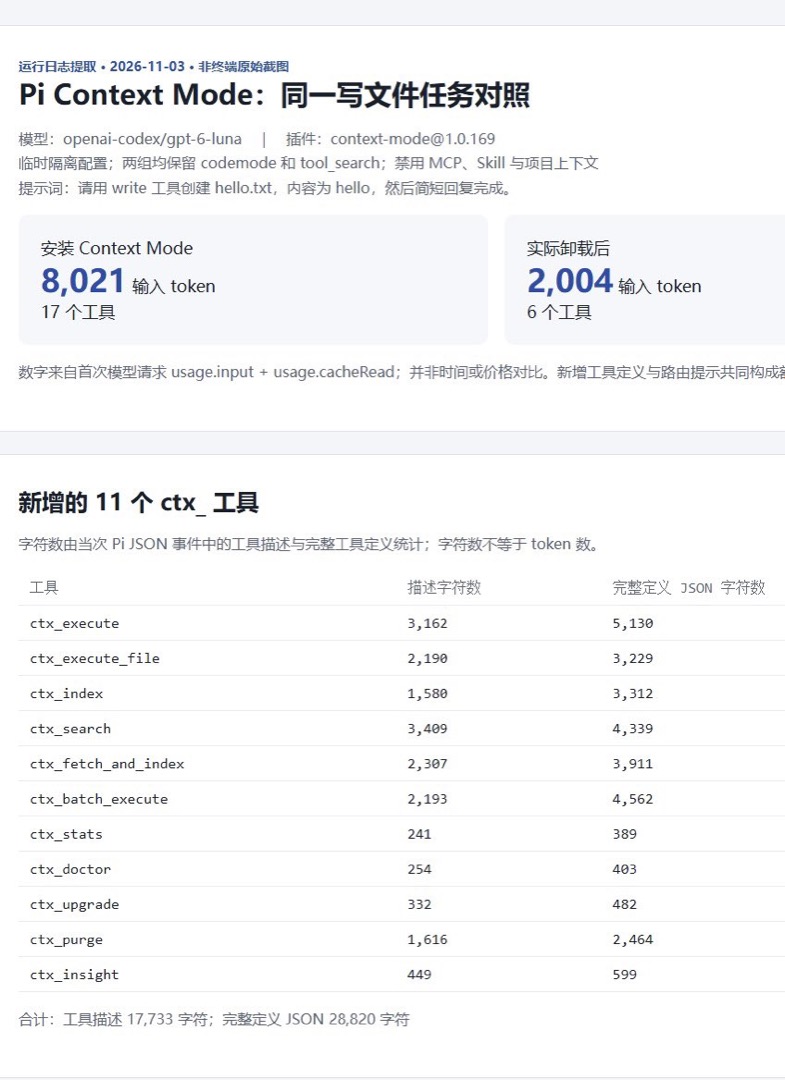 运行日志提取 • 2026-11-03 • 非终端原始截图
Pi Context Mode：同一写文件任务对照
模型：openai-codex/gpt-6-luna ｜ 插件：context-mode@1.0.169
临时隔离配置；两组均保留 codemode 和 tool_search；禁用 MCP、Skill 与项目上下文
提示词：请用 write 工具创建 hello.txt，内容为 hello，然后简短回复完成。
安装 Context Mode
8,021 输入 token
17 个工具
实际卸载后
2,004 输入 token
6 个工具
数字来自首次模型请求 usage.input + usage.cacheRead；并非时间或价格对比。新增工具定义与路由提示共同构成
新增的 11 个 ctx_ 工具
字符数由当次 Pi JSON 事件中的工具描述与完整工具定义统计；字符数不等于 token 数。
工具 描述字符数 完整定义 JSON 字符数
ctx_execute 3,162 5,130
ctx_execute_file 2,190 3,229
ctx_index 1,580 3,312
ctx_search 3,409 4,339
ctx_fetch_and_index 2,307 3,911
ctx_batch_execute 2,193 4,562
ctx_stats 241 389
ctx_doctor 254 403
ctx_upgrade 332 482
ctx_purge 1,616 2,464
ctx_insight 449 599
合计：工具描述 17,733 字符；完整定义 JSON 28,820 字符